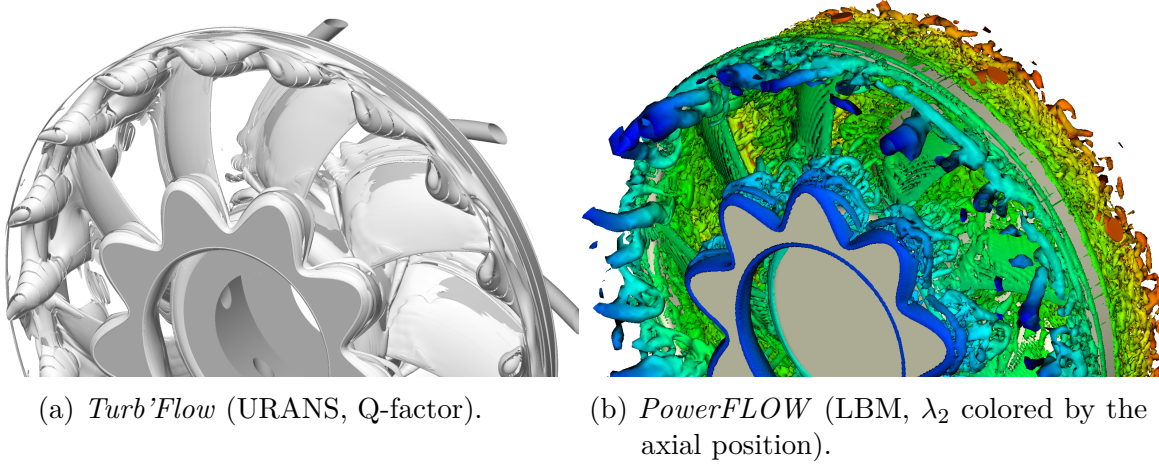 (a) Turb'Flow (URANS, Q-factor).
(b) PowerFLOW (LBM, λ₂ colored by the
axial position).